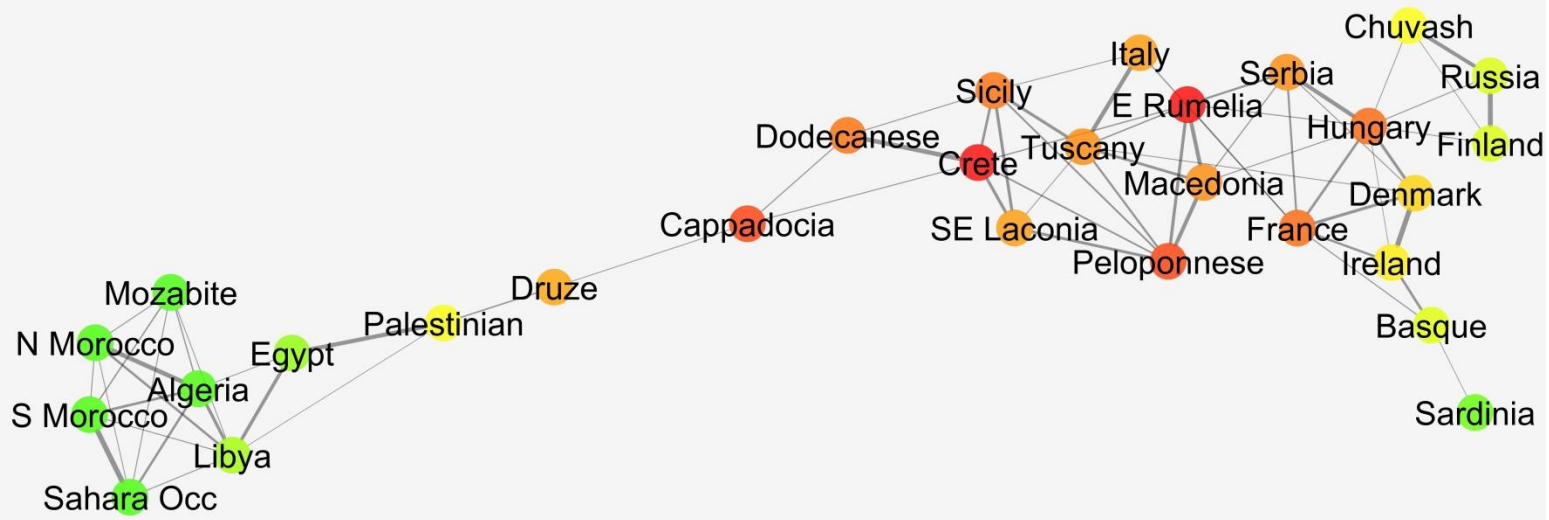 Chuvash
Italy
Serbia
Russia
Sicily
E Rumelia
Hungary
Finland
Dodecanese
Crete
Tuscany
Macedonia
Denmark
Cappadocia
SE Laconia
France
Peloponnese
Ireland
Druze
Mozabite
Palestinian
Basque
N Morocco
Egypt
Algeria
S Morocco
Sardinia
Libya
Sahara Occ